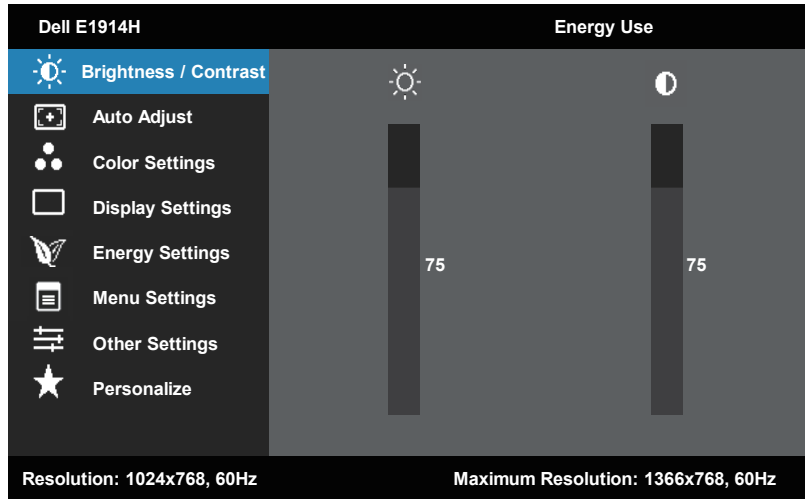 Dell E1914H Energy Use
Brightness / Contrast
Auto Adjust
Color Settings
Display Settings
Energy Settings
75 75
Menu Settings
Other Settings
Personalize
Resolution: 1024x768, 60Hz Maximum Resolution: 1366x768, 60Hz